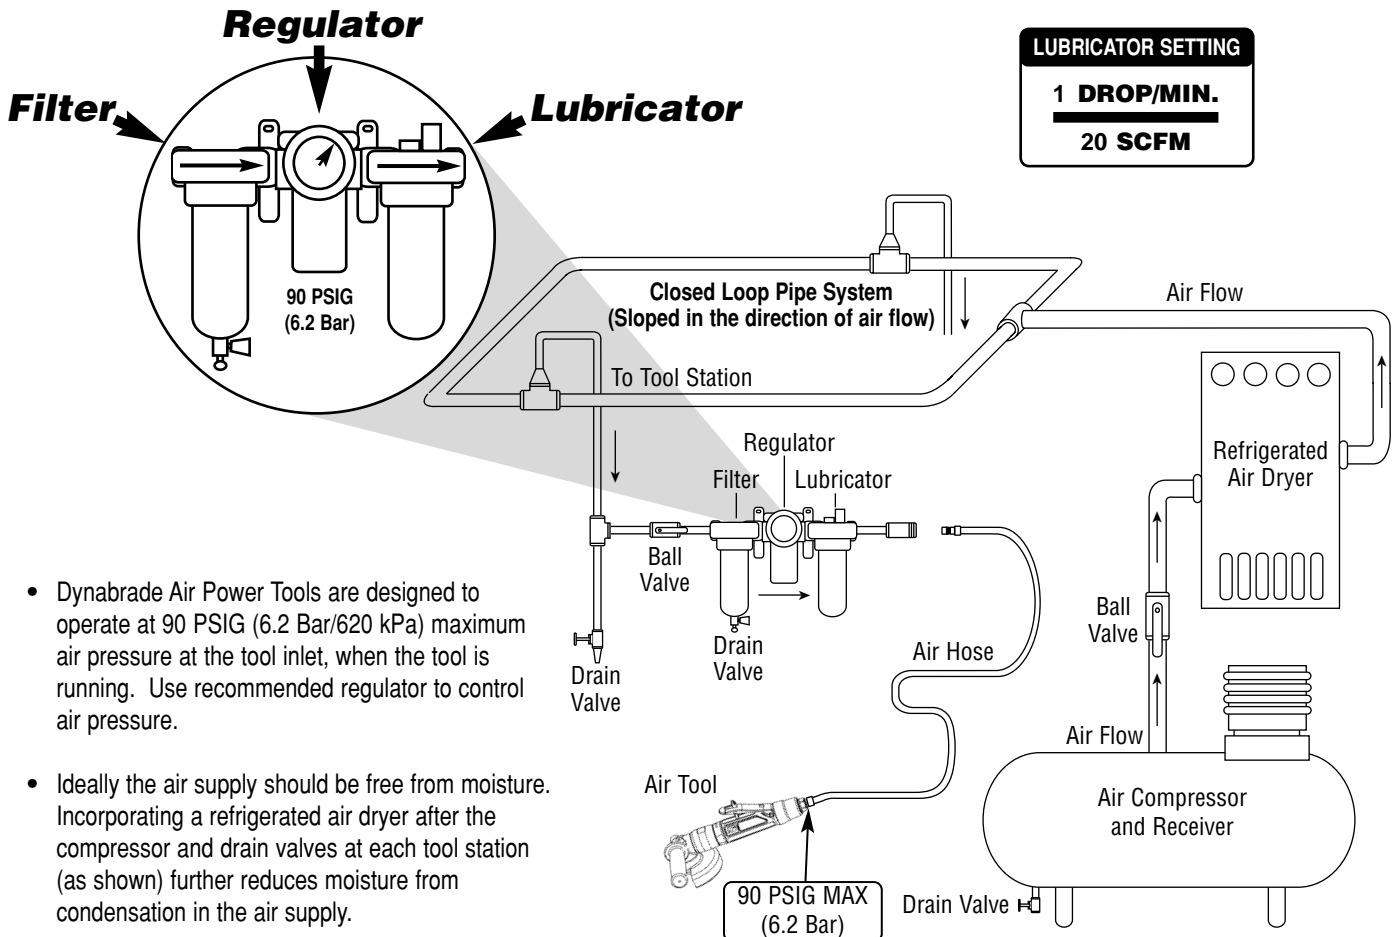 Regulator
Filter
Lubricator
90 PSIG
(6.2 Bar)
LUBRICATOR SETTING
1 DROP/MIN.
20 SCFM
Closed Loop Pipe System
(Sloped in the direction of air flow)
Air Flow
To Tool Station
Regulator
Filter
Lubricator
Ball
Valve
Drain
Valve
Drain
Valve
Air Hose
Refrigerated
Air Dryer
Ball
Valve
Air Flow
Air Compressor
and Receiver
Drain Valve
Air Tool
90 PSIG MAX
(6.2 Bar)
• Dynabrade Air Power Tools are designed to
operate at 90 PSIG (6.2 Bar/620 kPa) maximum
air pressure at the tool inlet, when the tool is
running. Use recommended regulator to control
air pressure.
• Ideally the air supply should be free from moisture.
Incorporating a refrigerated air dryer after the
compressor and drain valves at each tool station
(as shown) further reduces moisture from
condensation in the air supply.